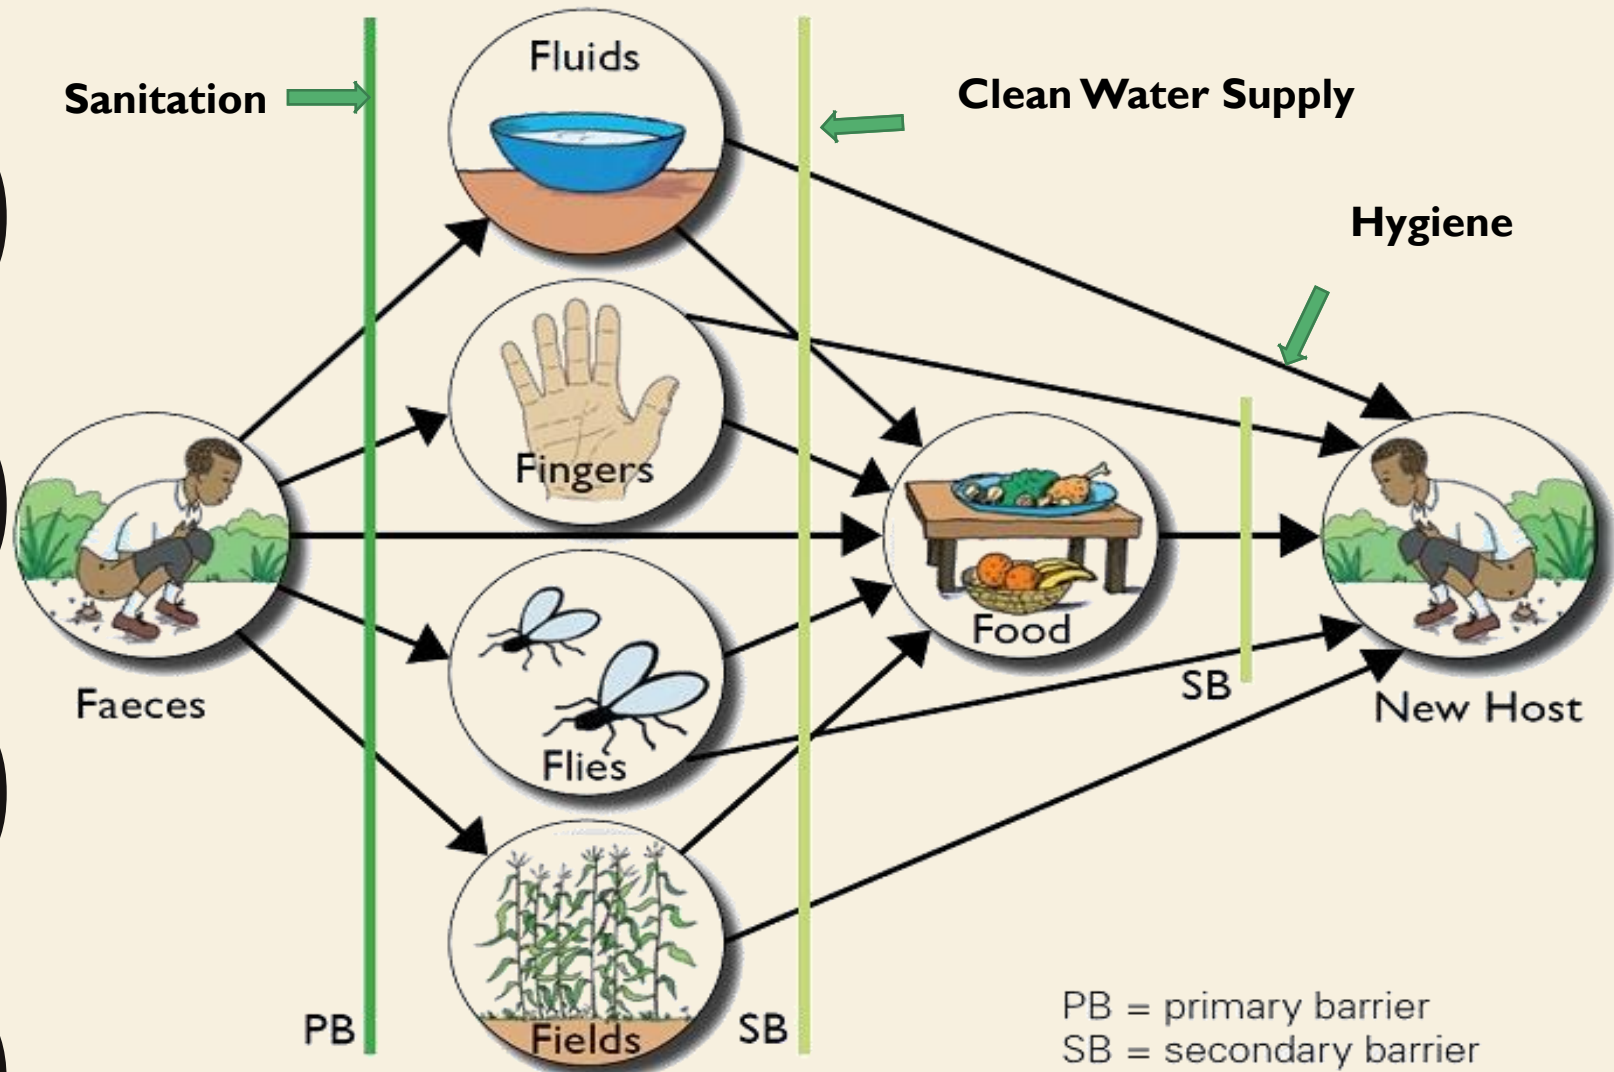 Sanitation
Fluids
Clean Water Supply
Hygiene
Fingers
Faeces
Flies
Food
SB
New Host
PB
Fields
SB
PB = primary barrier
SB = secondary barrier